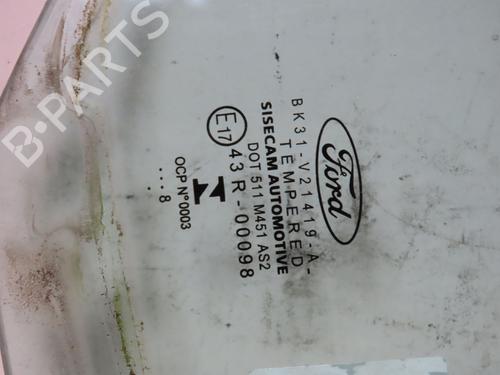 Ford
BK31-V21419-A-
TEMPERED
SISECAM AUTOMOTIVE
DOT 511 M451 AS2
E17 43R-00098
OCP N°0003
...8
B-PARTS